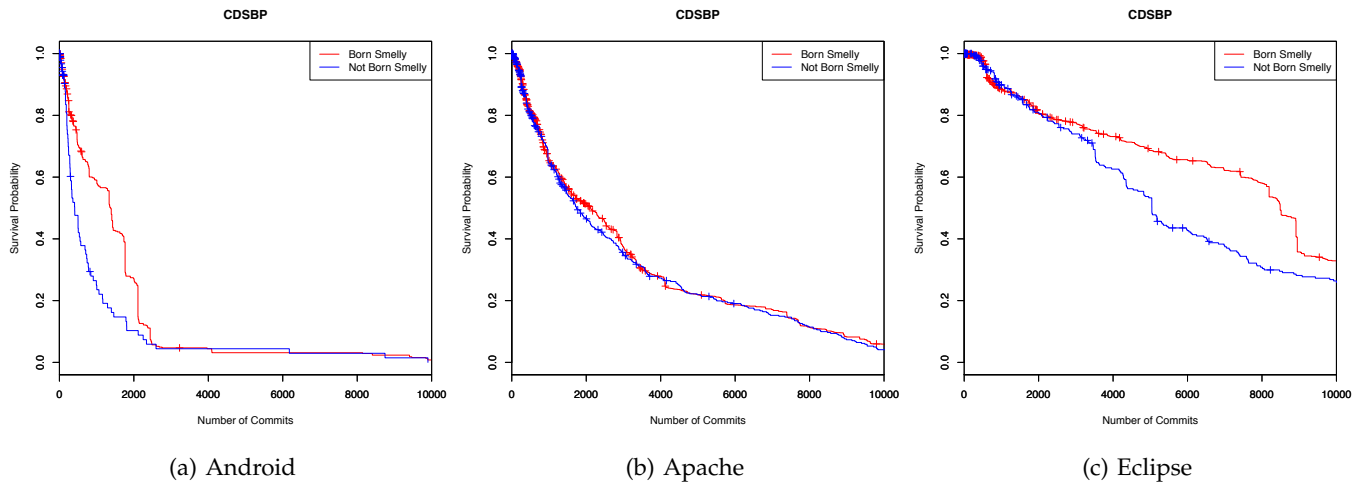 CDSBP
Born Smelly
Not Born Smelly
1.0
0.8
0.6
0.4
0.2
0.0
Survival Probability
0 2000 4000 6000 8000 10000
Number of Commits
(a) Android
CDSBP
Born Smelly
Not Born Smelly
1.0
0.8
0.6
0.4
0.2
0.0
Survival Probability
0 2000 4000 6000 8000 10000
Number of Commits
(b) Apache
CDSBP
Born Smelly
Not Born Smelly
1.0
0.8
0.6
0.4
0.2
0.0
Survival Probability
0 2000 4000 6000 8000 10000
Number of Commits
(c) Eclipse